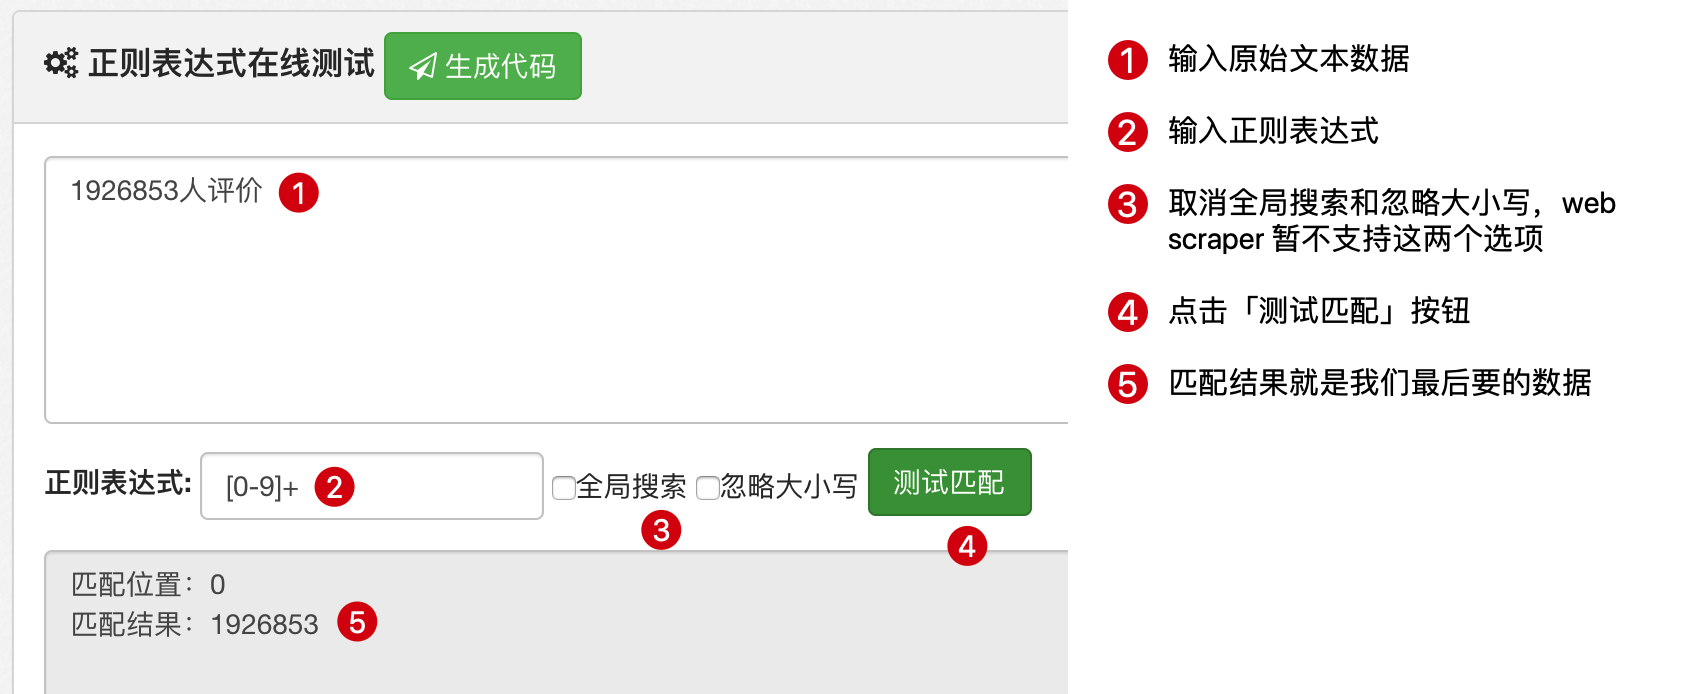 正则表达式在线测试 生成代码
1926853人评价 1
正则表达式: [0-9]+ 2 全局搜索 忽略大小写 测试匹配
3
4
匹配位置：0
匹配结果：1926853 5
1 输入原始文本数据
2 输入正则表达式
3 取消全局搜索和忽略大小写，web
scraper 暂不支持这两个选项
4 点击「测试匹配」按钮
5 匹配结果就是我们最后要的数据